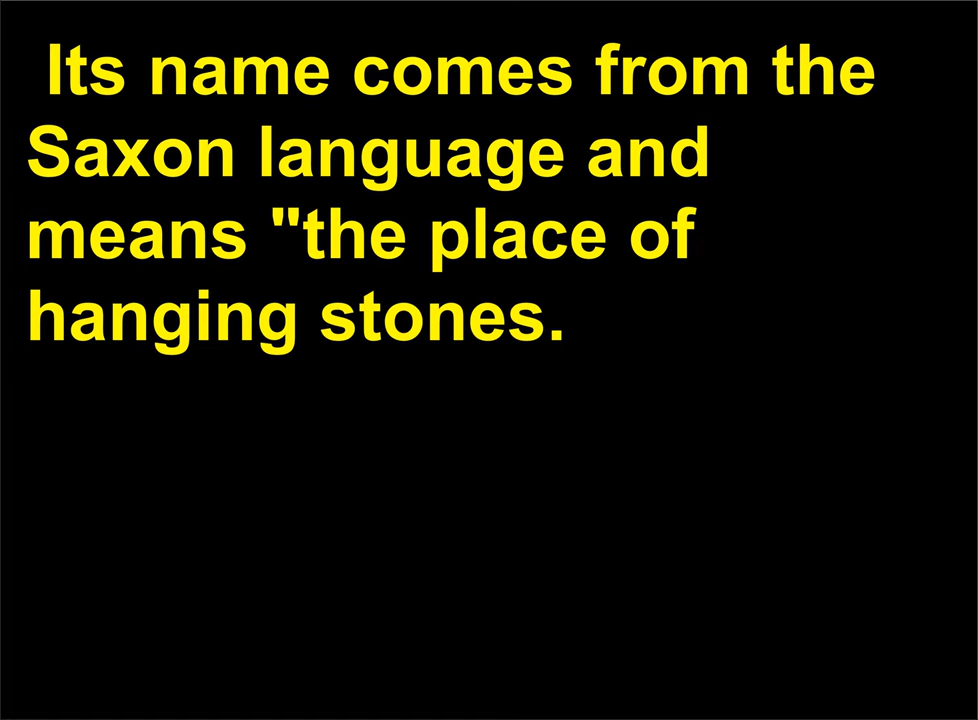 Its name comes from the
Saxon language and
means "the place of
hanging stones.